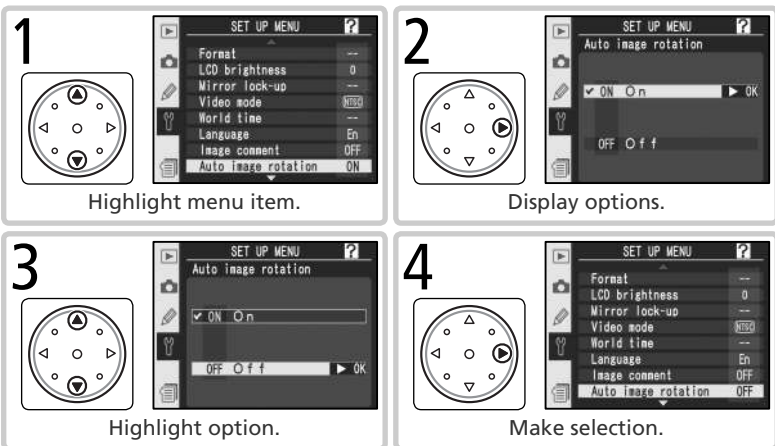 1
SET UP MENU ?
Format --
LCD brightness 0
Mirror lock-up --
Video mode NTSC
World time --
Language En
Image comment OFF
Auto image rotation ON
Highlight menu item.
2
SET UP MENU ?
Auto image rotation
ON On OK
OFF Off
Display options.
3
SET UP MENU ?
Auto image rotation
ON On
OFF Off OK
Highlight option.
4
SET UP MENU ?
Format --
LCD brightness 0
Mirror lock-up --
Video mode NTSC
World time --
Language En
Image comment OFF
Auto image rotation OFF
Make selection.